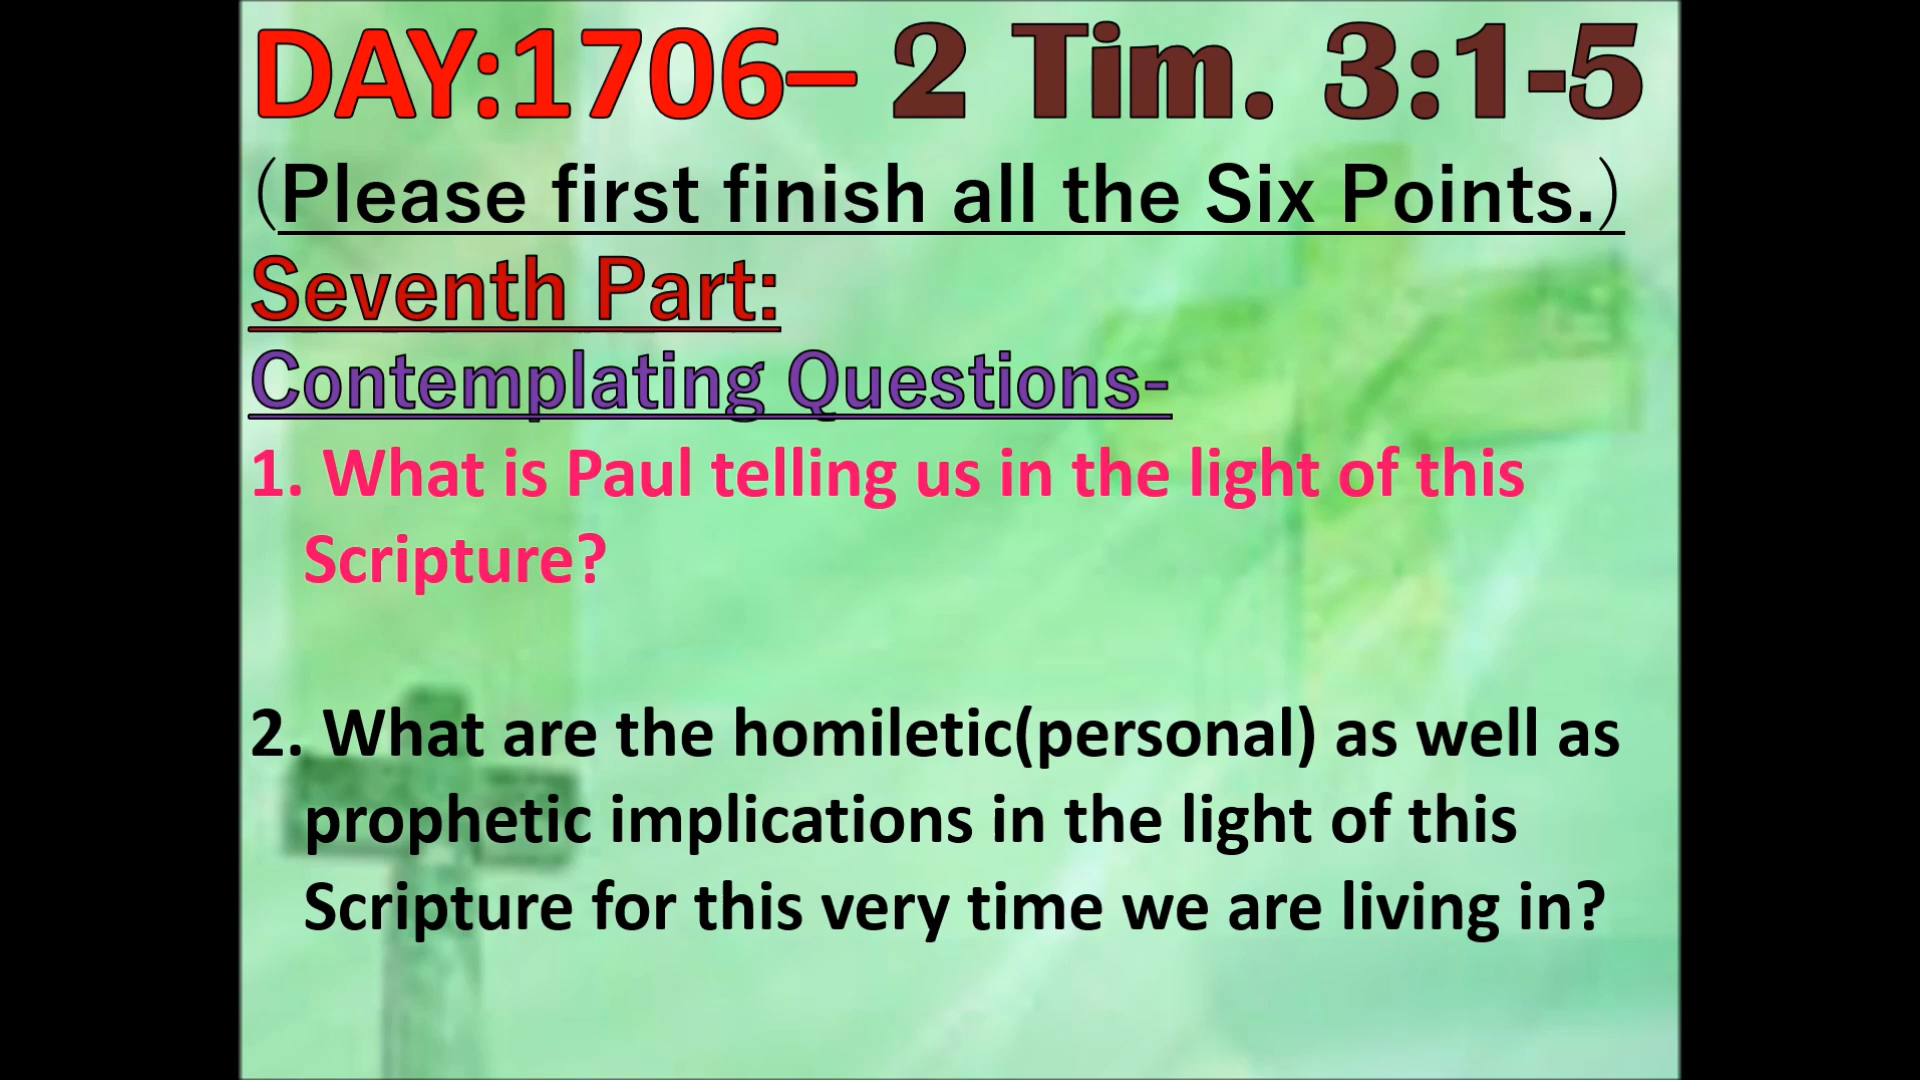 DAY:1706– 2 Tim. 3:1-5
(Please first finish all the Six Points.)
Seventh Part:
Contemplating Questions-
1. What is Paul telling us in the light of this
Scripture?
2. What are the homiletic(personal) as well as
prophetic implications in the light of this
Scripture for this very time we are living in?